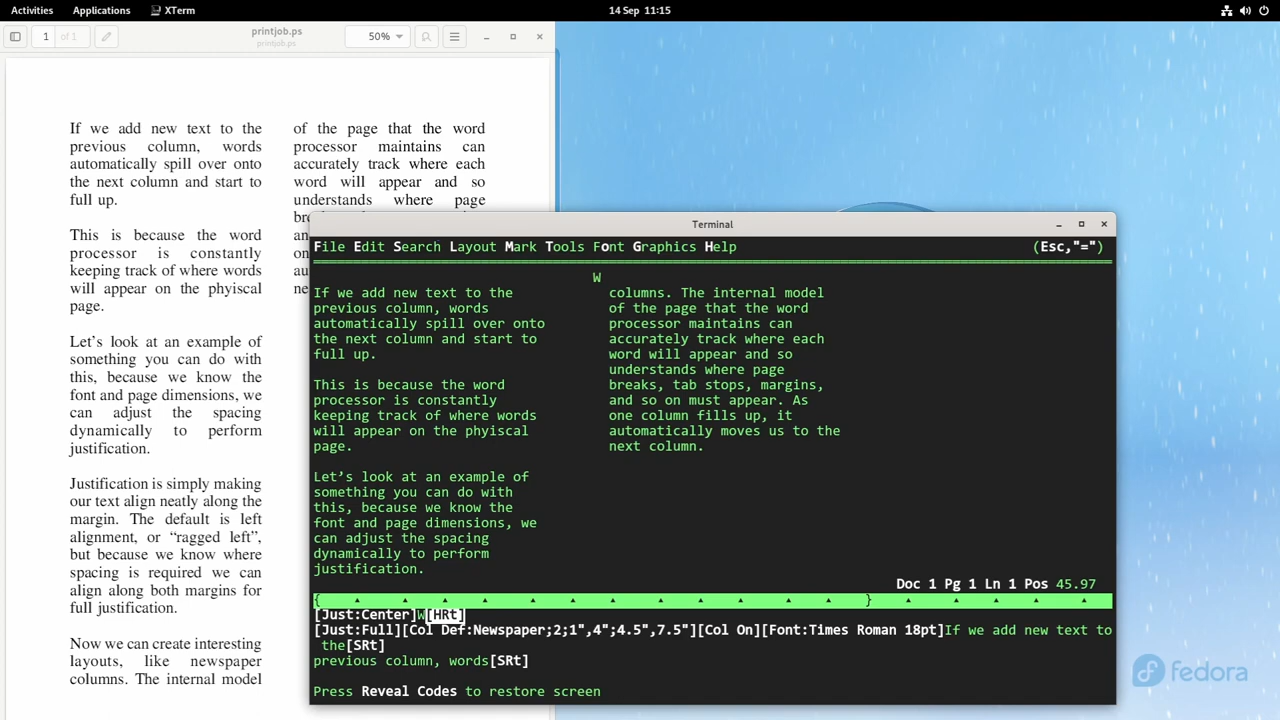 Activities Applications XTerm 14 Sep 11:15
1 of 1 printjob.ps 50%
printjob.ps
If we add new text to the
previous column, words
automatically spill over onto
the next column and start to
full up.
This is because the word
processor is constantly
keeping track of where words
will appear on the phyiscal
page.
Let's look at an example of
something you can do with
this, because we know the
font and page dimensions, we
can adjust the spacing
dynamically to perform
justification.
Justification is simply making
our text align neatly along the
margin. The default is left
alignment, or “ragged left”,
but because we know where
spacing is required we can
align along both margins for
full justification.
Now we can create interesting
layouts, like newspaper
columns. The internal model
of the page that the word
processor maintains can
accurately track where each
word will appear and so
understands where page
Terminal
File Edit Search Layout Mark Tools Font Graphics Help (Esc,"=")
W
If we add new text to the
previous column, words
automatically spill over onto
the next column and start to
full up.
This is because the word
processor is constantly
keeping track of where words
will appear on the phyiscal
page.
Let's look at an example of
something you can do with
this, because we know the
font and page dimensions, we
can adjust the spacing
dynamically to perform
justification.
columns. The internal model
of the page that the word
processor maintains can
accurately track where each
word will appear and so
understands where page
breaks, tab stops, margins,
and so on must appear. As
one column fills up, it
automatically moves us to the
next column.
Doc 1 Pg 1 Ln 1 Pos 45.97
{ }
[Just:Center]W[HRt]
[Just:Full][Col Def:Newspaper;2;1",4";4.5",7.5"][Col On][Font:Times Roman 18pt]If we add new text to
the[SRt]
previous column, words[SRt]
Press Reveal Codes to restore screen
fedora